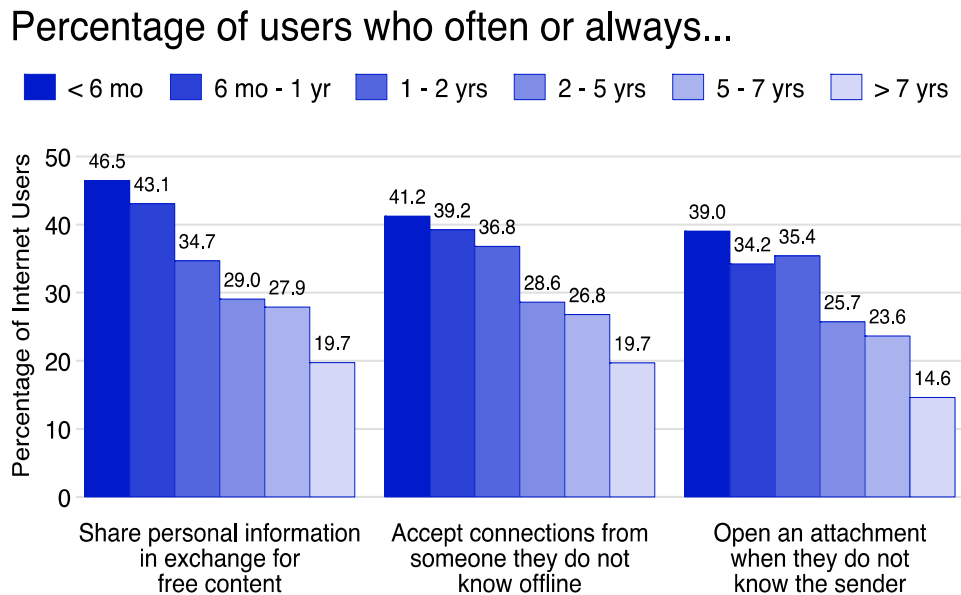 Percentage of users who often or always...
< 6 mo 6 mo - 1 yr 1 - 2 yrs 2 - 5 yrs 5 - 7 yrs > 7 yrs
Percentage of Internet Users
50
40
30
20
10
0
46.5 43.1 34.7 29.0 27.9 19.7
41.2 39.2 36.8 28.6 26.8 19.7
39.0 34.2 35.4 25.7 23.6 14.6
Share personal information
in exchange for
free content
Accept connections from
someone they do not
know offline
Open an attachment
when they do not
know the sender